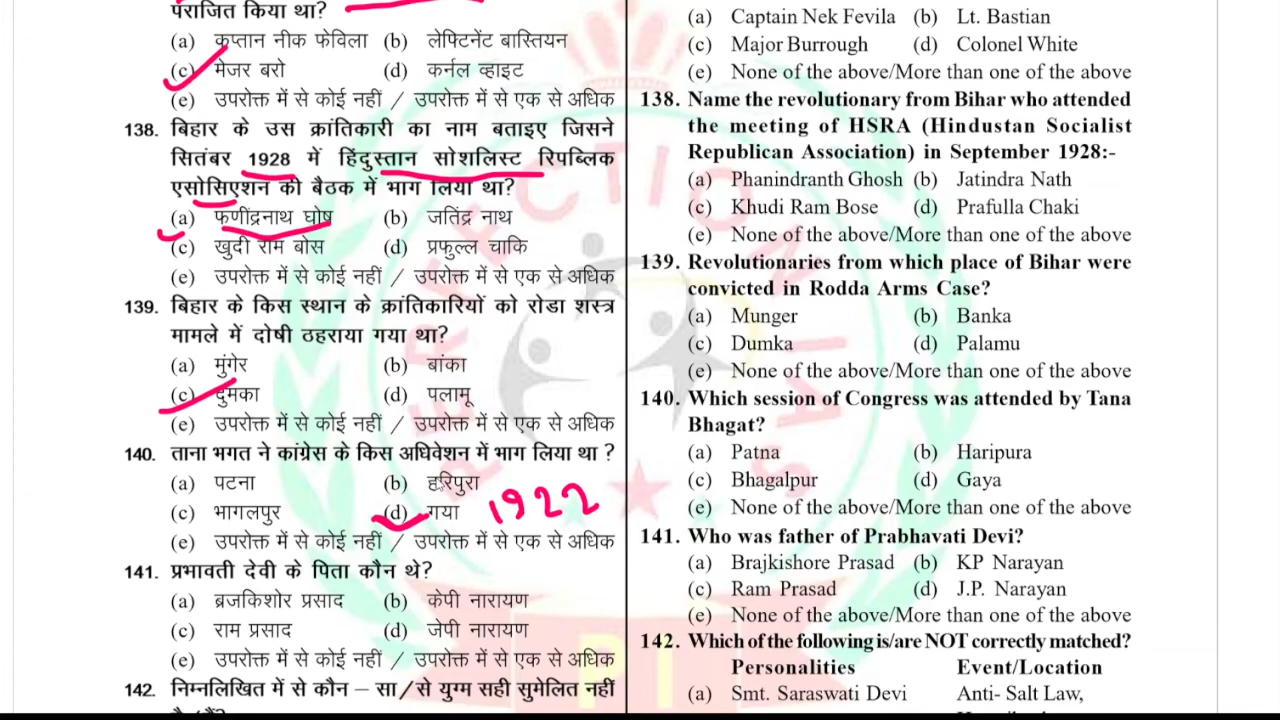 पराजित किया था?
(a) कप्तान नीक फेविला (b) लेफ्टिनेंट बास्तियन
(c) मेजर बरो (d) कर्नल व्हाइट
(e) उपरोक्त में से कोई नहीं / उपरोक्त में से एक से अधिक
138. बिहार के उस क्रांतिकारी का नाम बताइए जिसने
सितंबर 1928 में हिंदुस्तान सोशलिस्ट रिपब्लिक
एसोसिएशन की बैठक में भाग लिया था?
(a) फणींद्रनाथ घोष (b) जतिंद्र नाथ
(c) खुदी राम बोस (d) प्रफुल्ल चाकि
(e) उपरोक्त में से कोई नहीं / उपरोक्त में से एक से अधिक
139. बिहार के किस स्थान के क्रांतिकारियों को रोडा शस्त्र
मामले में दोषी ठहराया गया था?
(a) मुंगेर (b) बांका
(c) दुमका (d) पलामू
(e) उपरोक्त में से कोई नहीं / उपरोक्त में से एक से अधिक
140. ताना भगत ने कांग्रेस के किस अधिवेशन में भाग लिया था ?
(a) पटना (b) हरिपुरा
(c) भागलपुर (d) गया 1922
(e) उपरोक्त में से कोई नहीं / उपरोक्त में से एक से अधिक
141. प्रभावती देवी के पिता कौन थे?
(a) ब्रजकिशोर प्रसाद (b) केपी नारायण
(c) राम प्रसाद (d) जेपी नारायण
(e) उपरोक्त में से कोई नहीं / उपरोक्त में से एक से अधिक
142. निम्नलिखित में से कौन – सा/से युग्म सही सुमेलित नहीं
(a) Captain Nek Fevila (b) Lt. Bastian
(c) Major Burrough (d) Colonel White
(e) None of the above/More than one of the above
138. Name the revolutionary from Bihar who attended
the meeting of HSRA (Hindustan Socialist
Republican Association) in September 1928:-
(a) Phanindranth Ghosh (b) Jatindra Nath
(c) Khudi Ram Bose (d) Prafulla Chaki
(e) None of the above/More than one of the above
139. Revolutionaries from which place of Bihar were
convicted in Rodda Arms Case?
(a) Munger (b) Banka
(c) Dumka (d) Palamu
(e) None of the above/More than one of the above
140. Which session of Congress was attended by Tana
Bhagat?
(a) Patna (b) Haripura
(c) Bhagalpur (d) Gaya
(e) None of the above/More than one of the above
141. Who was father of Prabhavati Devi?
(a) Brajkishore Prasad (b) KP Narayan
(c) Ram Prasad (d) J.P. Narayan
(e) None of the above/More than one of the above
142. Which of the following is/are NOT correctly matched?
Personalities Event/Location
(a) Smt. Saraswati Devi Anti- Salt Law,